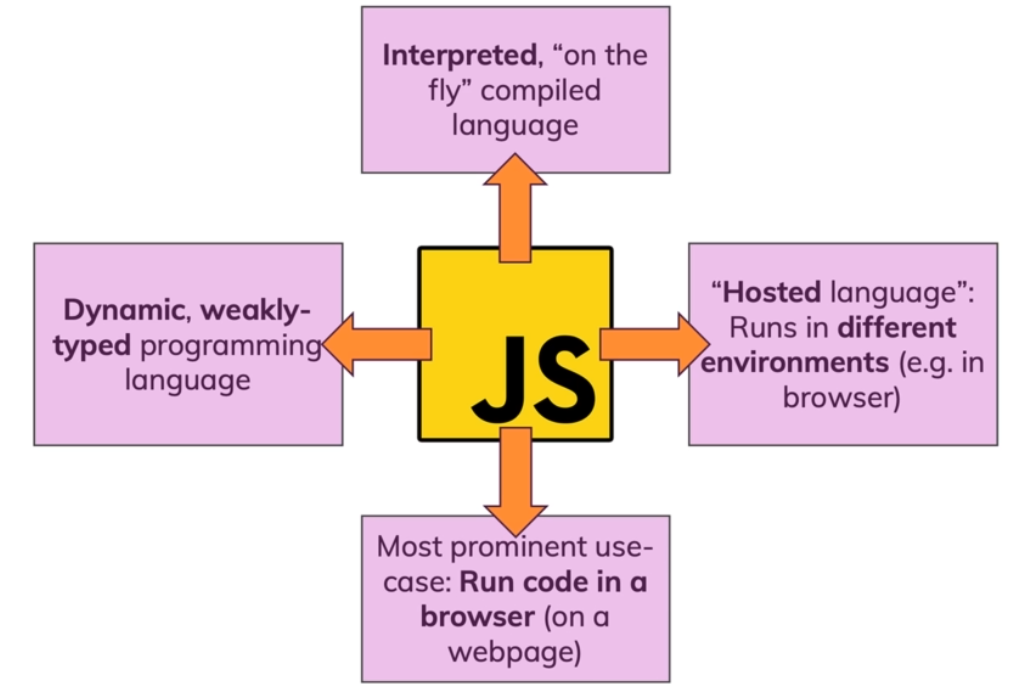 Interpreted, “on the
fly” compiled
language
Dynamic, weakly-
typed programming
language
JS
“Hosted language”:
Runs in different
environments (e.g. in
browser)
Most prominent use-
case: Run code in a
browser (on a
webpage)